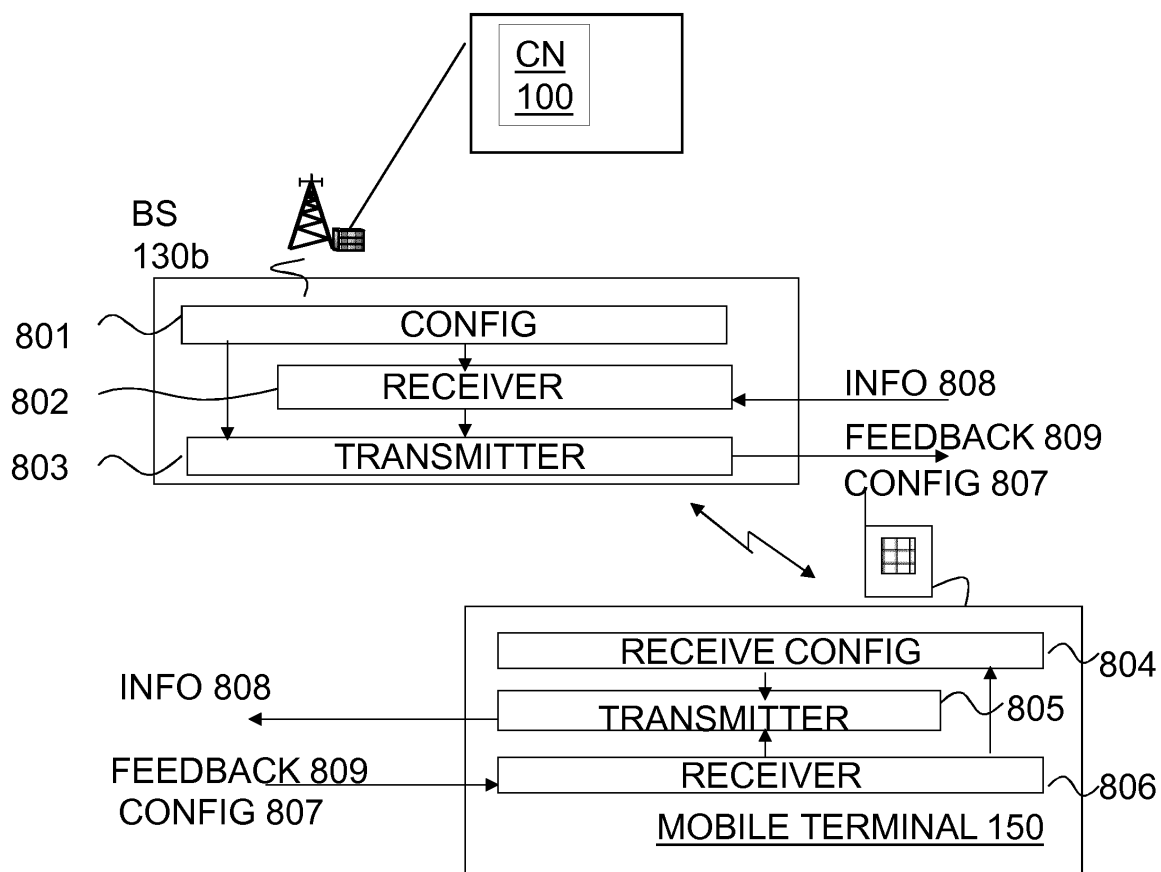 CN
100
BS
130b
801
CONFIG
802
RECEIVER
INFO 808
803
TRANSMITTER
FEEDBACK 809
CONFIG 807
RECEIVE CONFIG
804
INFO 808
TRANSMITTER
805
FEEDBACK 809
CONFIG 807
RECEIVER
806
MOBILE TERMINAL 150